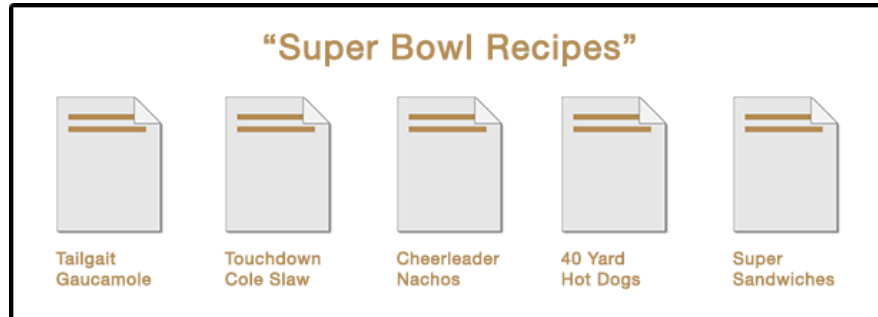 “Super Bowl Recipes”
Tailgait
Gaucamole
Touchdown
Cole Slaw
Cheerleader
Nachos
40 Yard
Hot Dogs
Super
Sandwiches